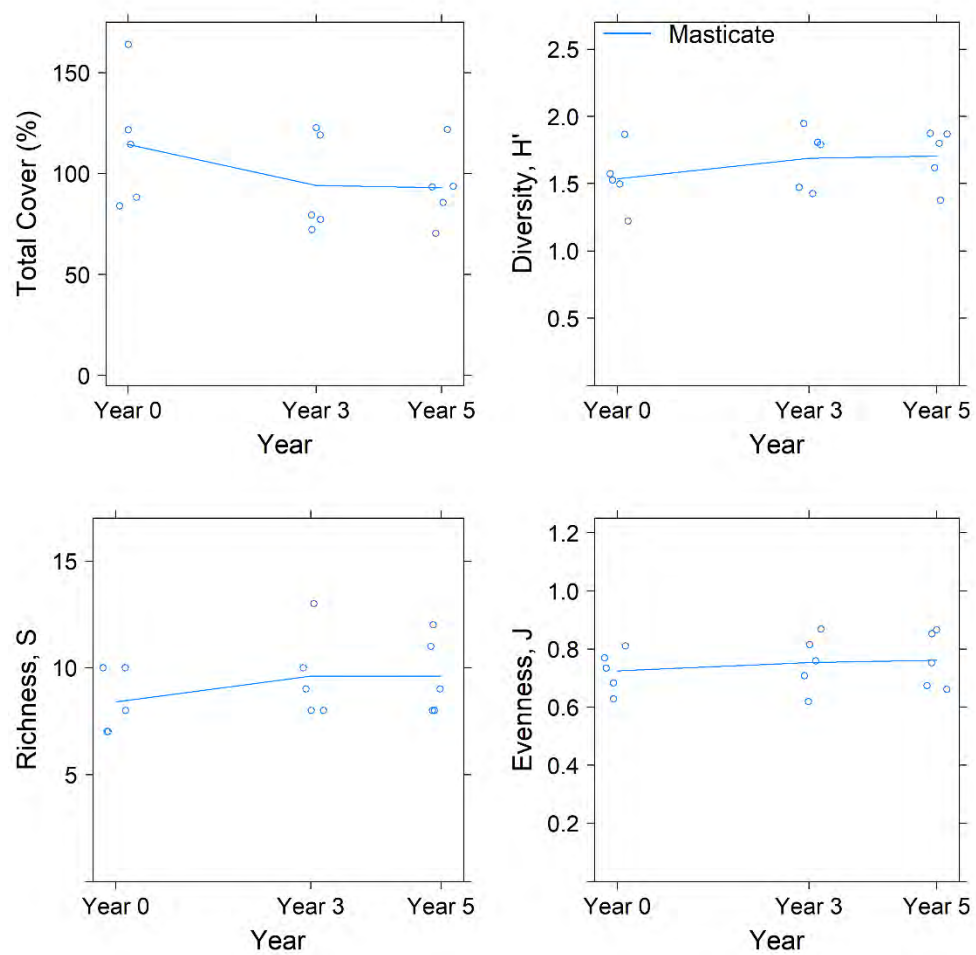 Total Cover (%)
150
100
50
0
Year 0
Year 3
Year 5
Year
Masticate
Diversity, H'
2.5
2.0
1.5
1.0
0.5
Year 0
Year 3
Year 5
Year
Richness, S
15
10
5
Year 0
Year 3
Year 5
Year
Evenness, J
1.2
1.0
0.8
0.6
0.4
0.2
Year 0
Year 3
Year 5
Year